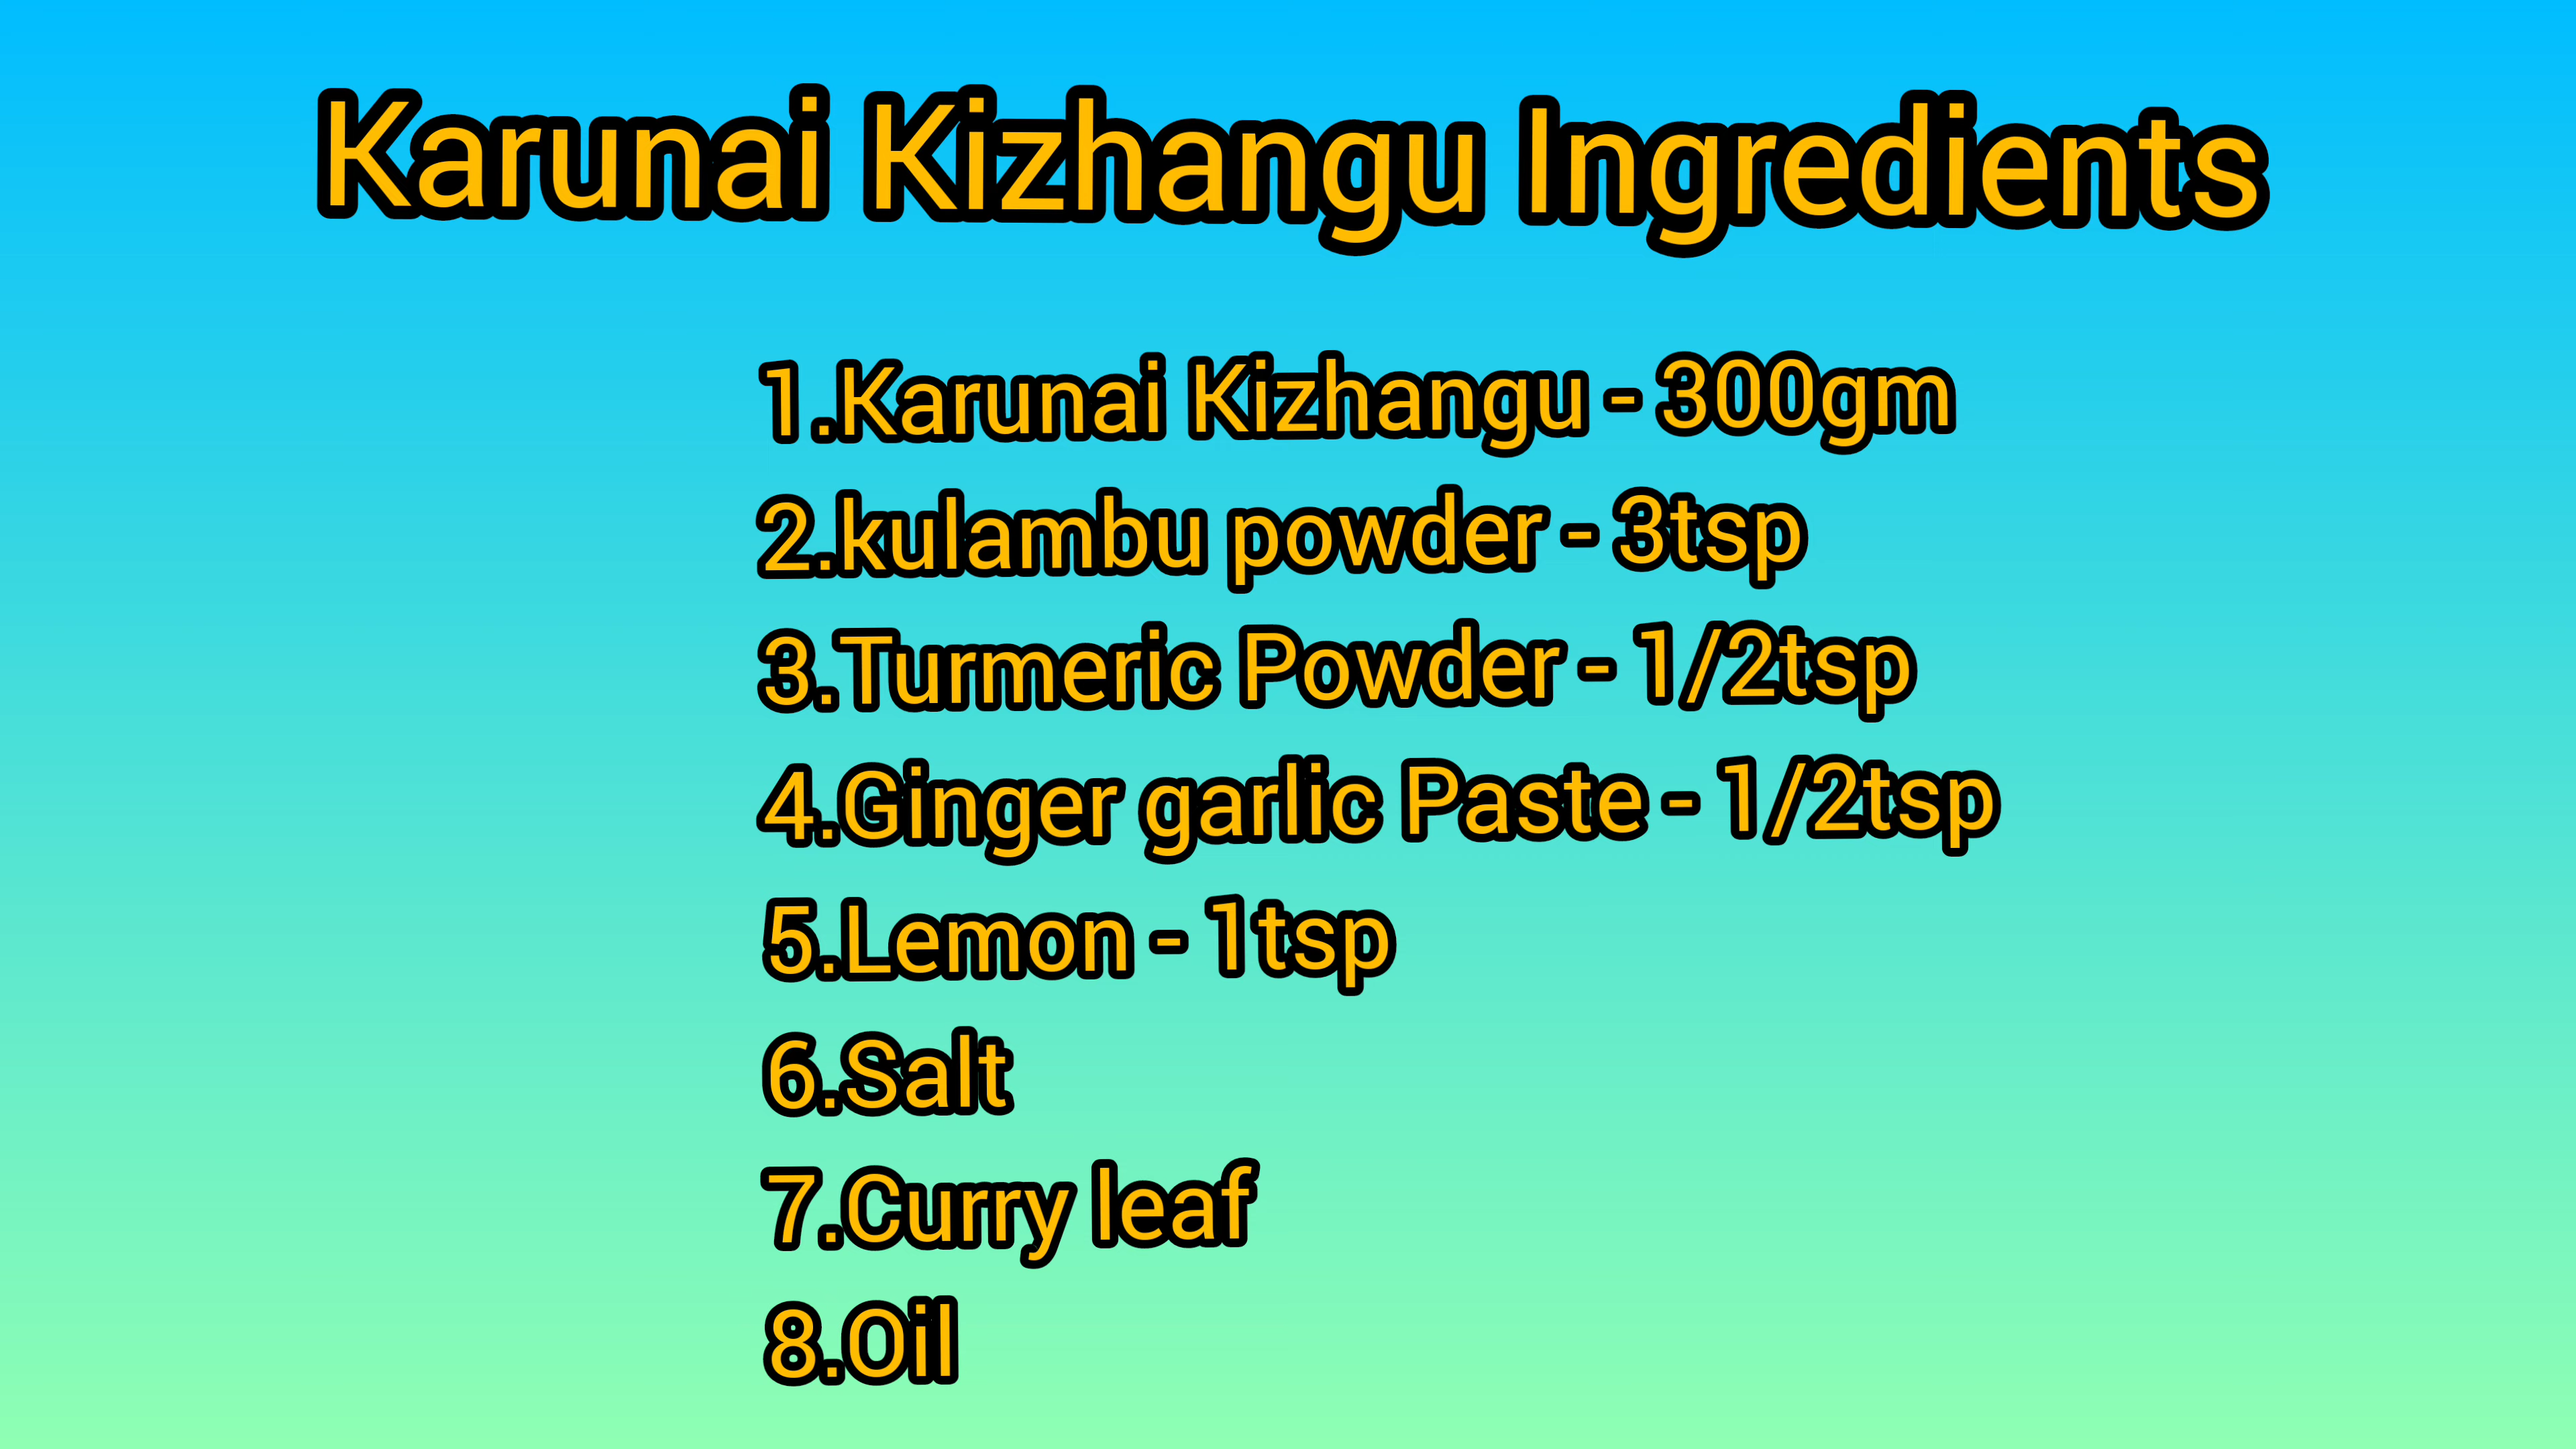 Karunai Kizhangu Ingredients
1.Karunai Kizhangu - 300gm
2.kulambu powder - 3tsp
3.Turmeric Powder - 1/2tsp
4.Ginger garlic Paste - 1/2tsp
5.Lemon - 1tsp
6.Salt
7.Curry leaf
8.Oil